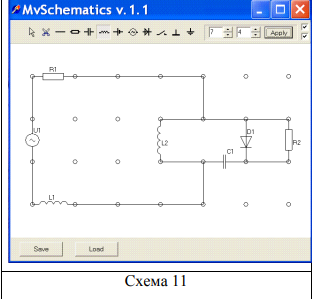 MvSchematics v.1.1
7 4 Apply
R1
U1
L2
D1
R2
C1
L1
Save Load
Схема 11